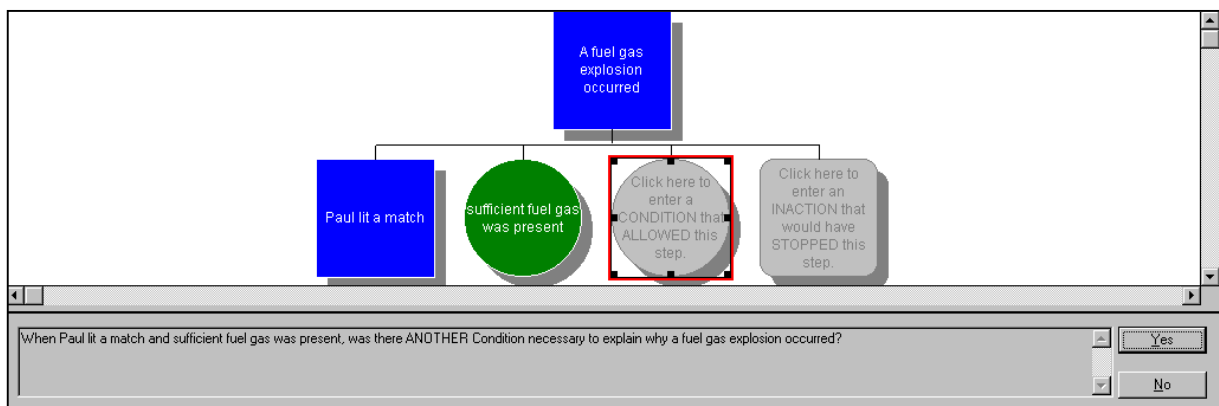 A fuel gas
explosion
occurred
Paul lit a match
sufficient fuel gas
was present
Click here to
enter a
CONDITION that
ALLOWED this
step.
Click here to
enter an
INACTION that
would have
STOPPED this
step.
When Paul lit a match and sufficient fuel gas was present, was there ANOTHER Condition necessary to explain why a fuel gas explosion occurred?
Yes
No